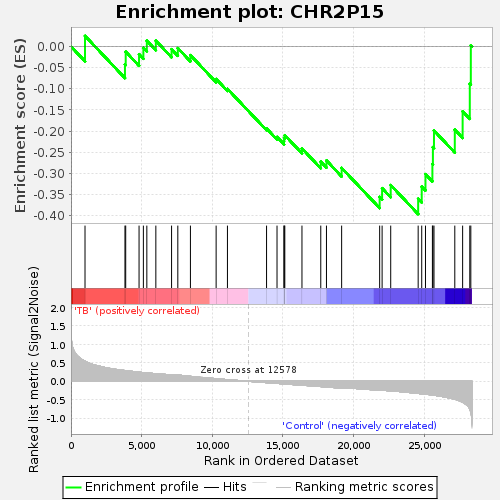 Enrichment plot: CHR2P15
Enrichment score (ES)
0.00
-0.05
-0.10
-0.15
-0.20
-0.25
-0.30
-0.35
-0.40
'TB' (positively correlated)
Ranked list metric (Signal2Noise)
2.0
1.5
1.0
0.5
0.0
-0.5
-1.0
Zero cross at 12578
'Control' (negatively correlated)
0 5,000 10,000 15,000 20,000 25,000
Rank in Ordered Dataset
Enrichment profile Hits Ranking metric scores